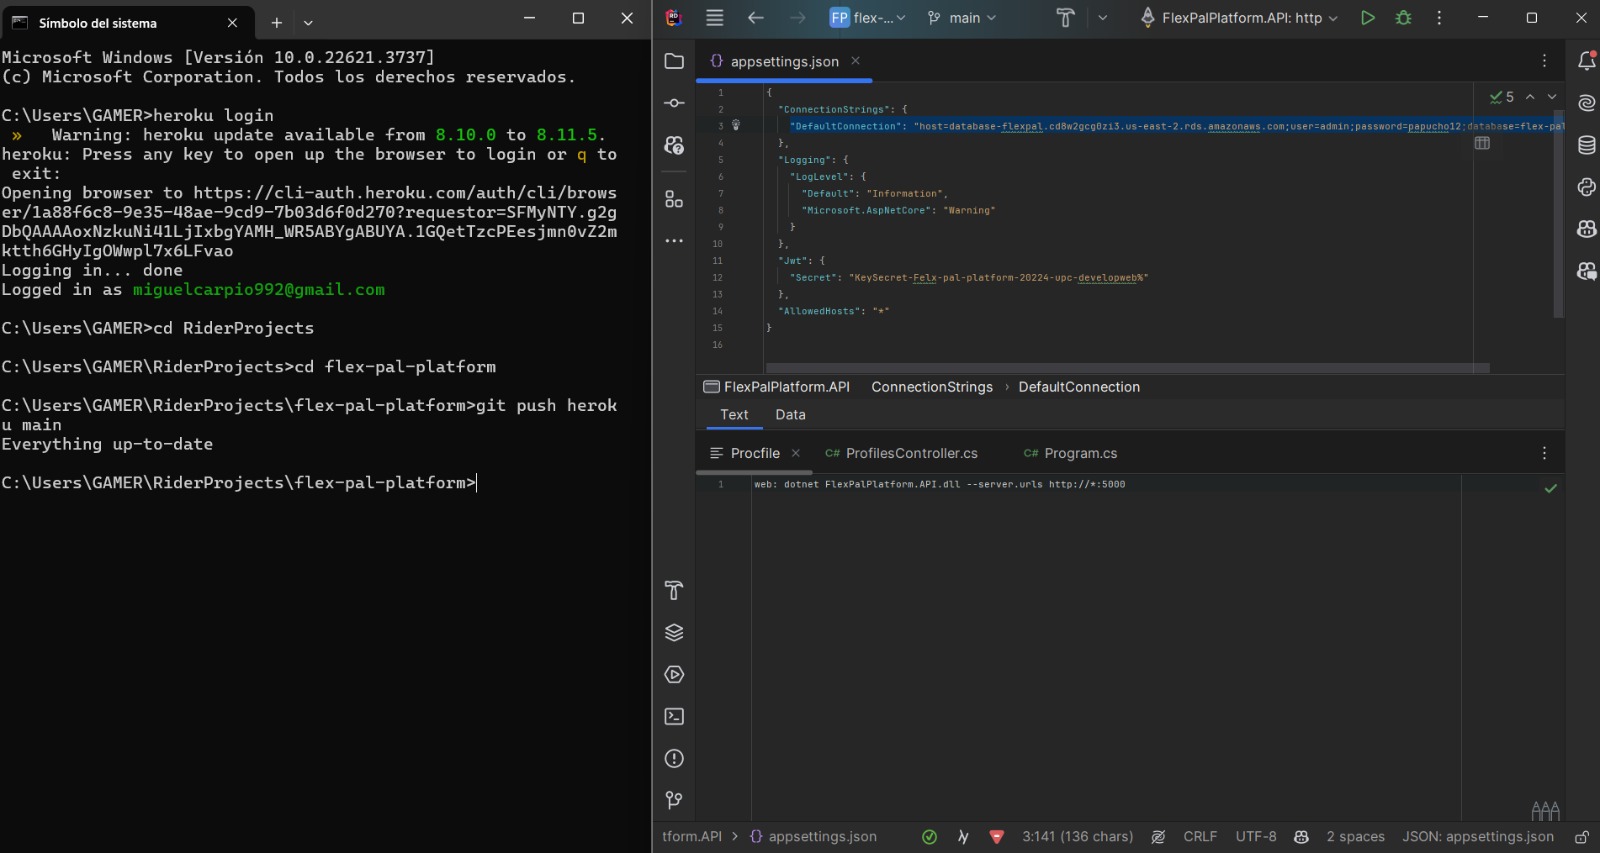 Símbolo del sistema
Microsoft Windows [Versión 10.0.22621.3737]
(c) Microsoft Corporation. Todos los derechos reservados.
C:\Users\GAMER>heroku login
»   Warning: heroku update available from 8.10.0 to 8.11.5.
heroku: Press any key to open up the browser to login or q to
exit:
Opening browser to https://cli-auth.heroku.com/auth/cli/brows
er/1a88f6c8-9e35-48ae-9cd9-7b03d6f0d270?requestor=SFMyNTY.g2g
DbQAAAAoxNzkuNi41LjIxbgYAMH_WR5ABYgABUYA.1GQetTzcPEesjmn0vZ2m
ktth6GHyIgOWwpl7x6LFvao
Logging in... done
Logged in as miguelcarpio992@gmail.com
C:\Users\GAMER>cd RiderProjects
C:\Users\GAMER\RiderProjects>cd flex-pal-platform
C:\Users\GAMER\RiderProjects\flex-pal-platform>git push herok
u main
Everything up-to-date
C:\Users\GAMER\RiderProjects\flex-pal-platform>
RD
FP flex-... main FlexPalPlatform.API: http
{} appsettings.json
5
1 {
2 "ConnectionStrings": {
3 "DefaultConnection": "host=database-flexpal.cd8w2gcg0zi3.us-east-2.rds.amazonaws.com;user=admin;password=papucho12;database=flex-pal
4 },
5 "Logging": {
6 "LogLevel": {
7 "Default": "Information",
8 "Microsoft.AspNetCore": "Warning"
9 }
10 },
11 "Jwt": {
12 "Secret": "KeySecret-Felx-pal-platform-20224-upc-developweb%"
13 },
14 "AllowedHosts": "*"
15 }
16
FlexPalPlatform.API ConnectionStrings › DefaultConnection
Text Data
Procfile C# ProfilesController.cs C# Program.cs
1 web: dotnet FlexPalPlatform.API.dll --server.urls http://*:5000
tform.API > {} appsettings.json 3:141 (136 chars) CRLF UTF-8 2 spaces JSON: appsettings.json